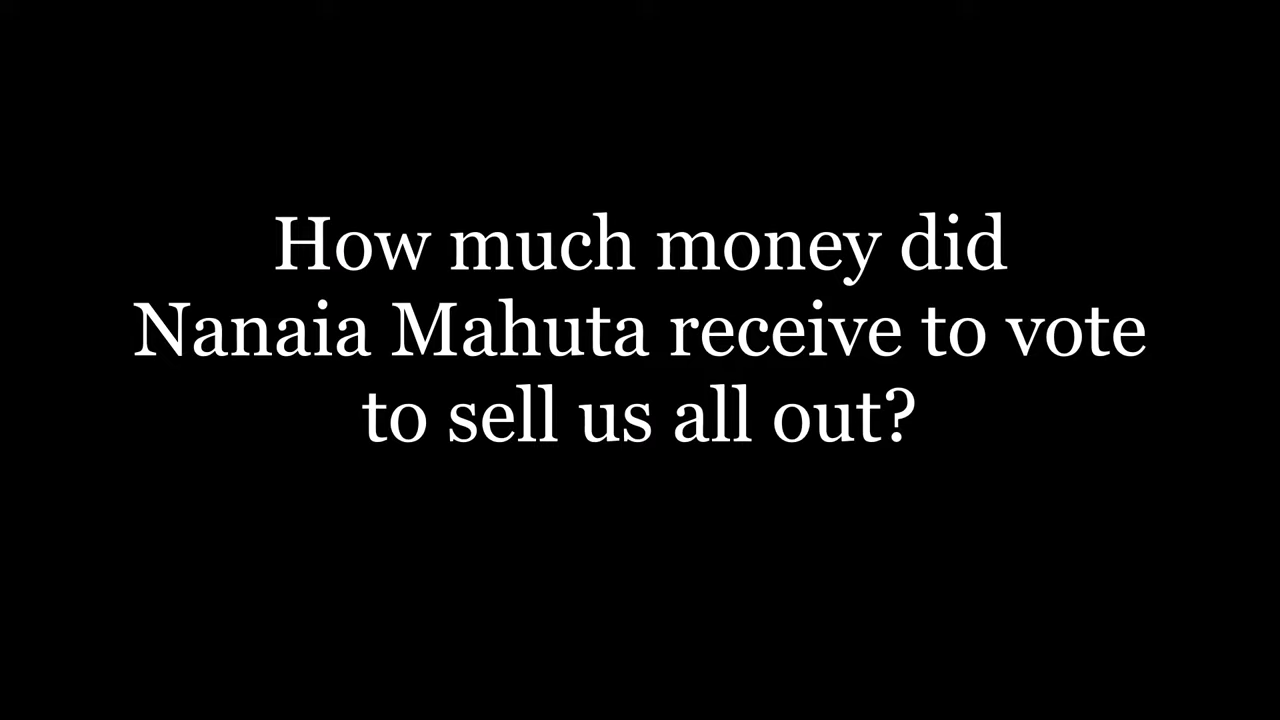 How much money did
Nanaia Mahuta receive to vote
to sell us all out?